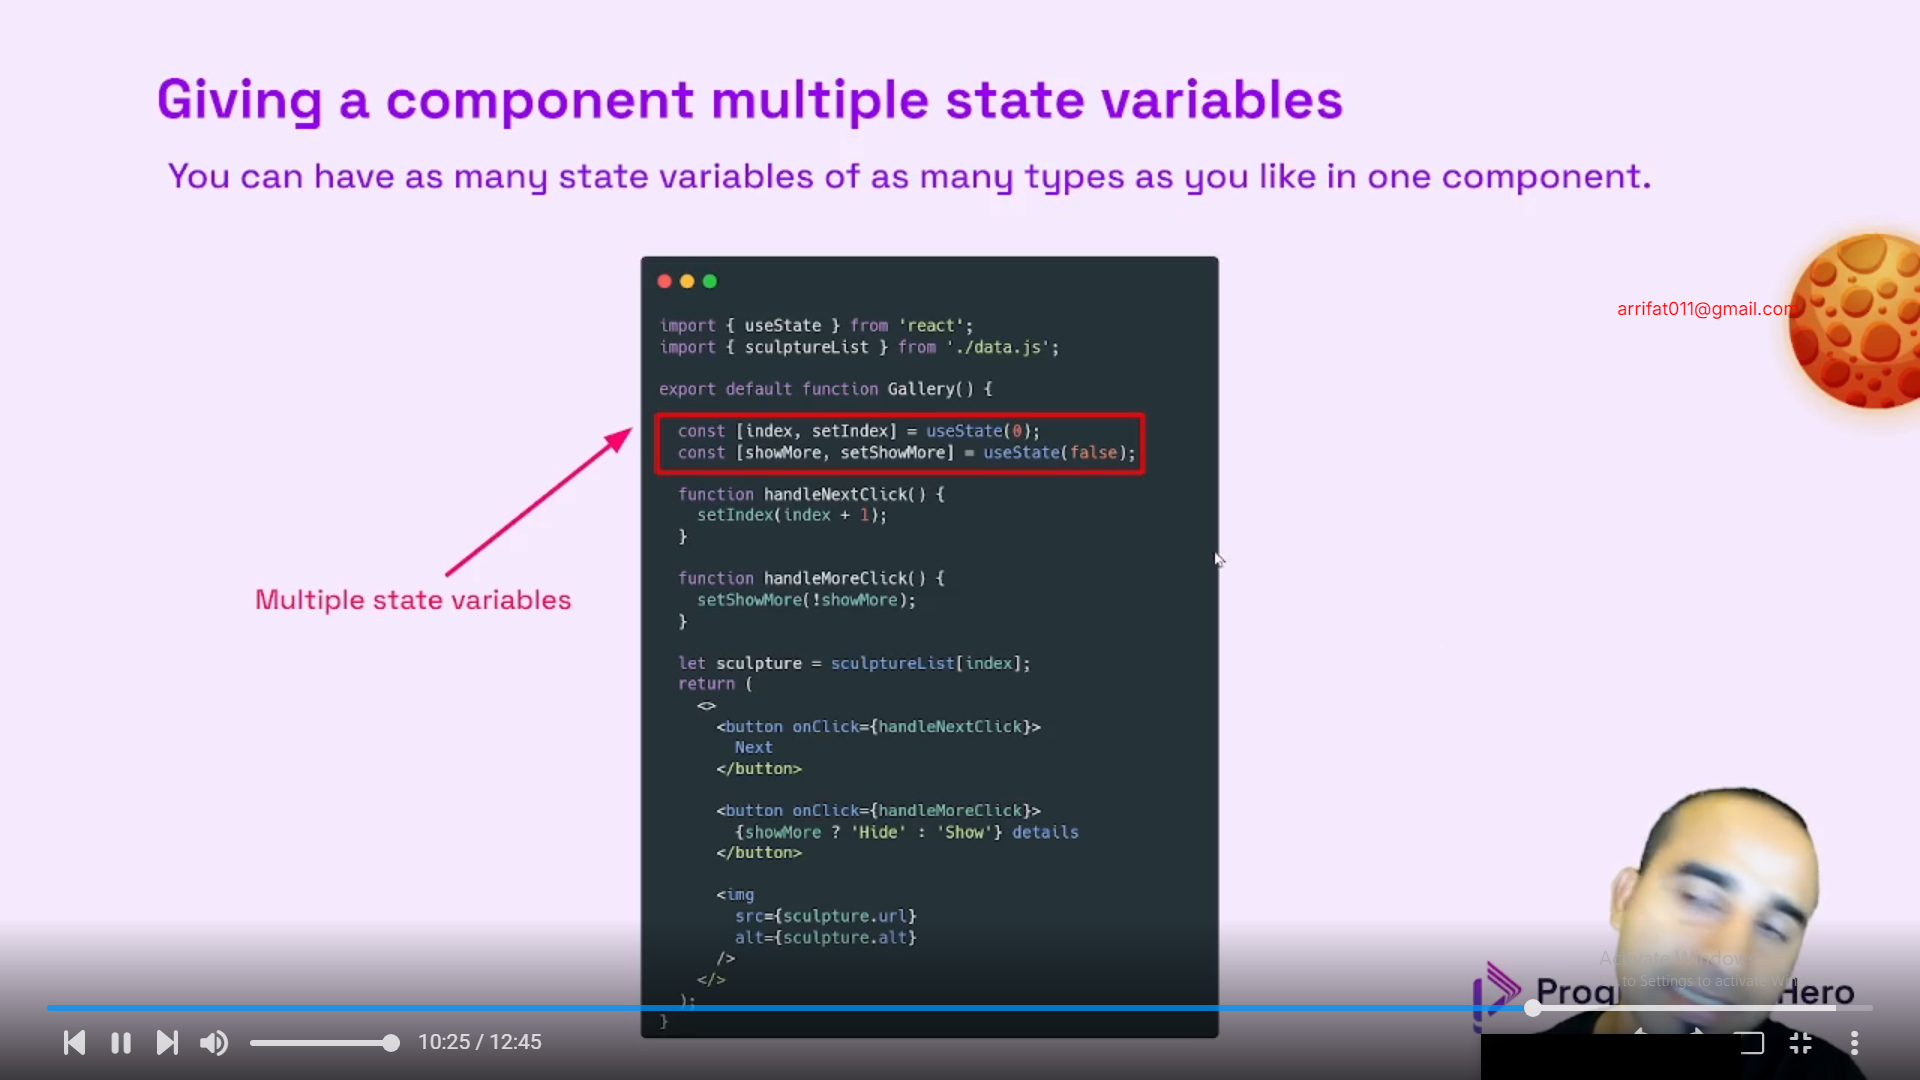 Giving a component multiple state variables
You can have as many state variables of as many types as you like in one component.
arrifat011@gmail.com
import { useState } from 'react';
import { sculptureList } from './data.js';
export default function Gallery() {
const [index, setIndex] = useState(0);
const [showMore, setShowMore] = useState(false);
function handleNextClick() {
setIndex(index + 1);
}
function handleMoreClick() {
setShowMore(!showMore);
}
Multiple state variables
let sculpture = sculptureList[index];
return (
<>
<button onClick={handleNextClick}>
Next
</button>
<button onClick={handleMoreClick}>
{showMore ? 'Hide' : 'Show'} details
</button>
<img
src={sculpture.url}
alt={sculpture.alt}
/>
</>
);
}
to Settings to activate
Hero
10:25 / 12:45